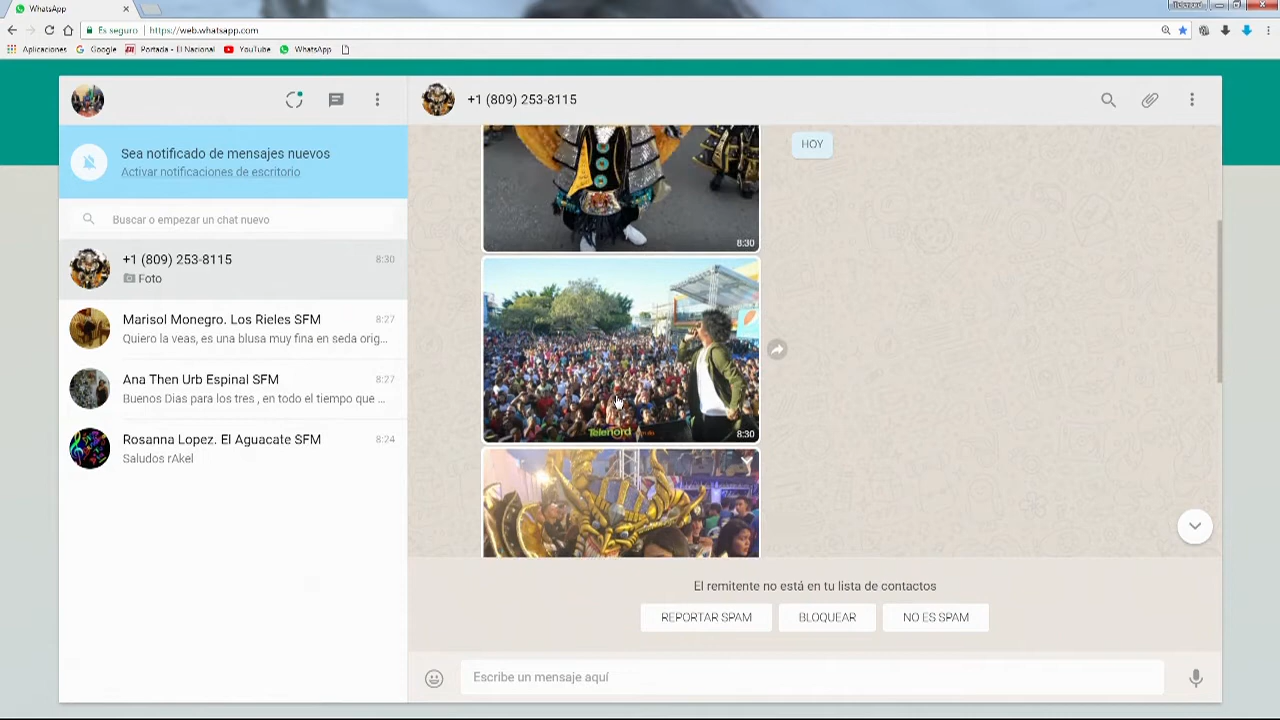 WhatsApp
Telenord
Es seguro
https://web.whatsapp.com
Aplicaciones
Google
Portada - El Nacional
YouTube
WhatsApp
+1 (809) 253-8115
Sea notificado de mensajes nuevos
Activar notificaciones de escritorio
Buscar o empezar un chat nuevo
+1 (809) 253-8115
8:30
Foto
Marisol Monegro. Los Rieles SFM
8:27
Quiero la veas, es una blusa muy fina en seda orig...
Ana Then Urb Espinal SFM
8:27
Buenos Dias para los tres , en todo el tiempo que ...
Rosanna Lopez. El Aguacate SFM
8:24
Saludos rAkel
HOY
8:30
Telenord .com.do
8:30
El remitente no está en tu lista de contactos
REPORTAR SPAM
BLOQUEAR
NO ES SPAM
Escribe un mensaje aquí